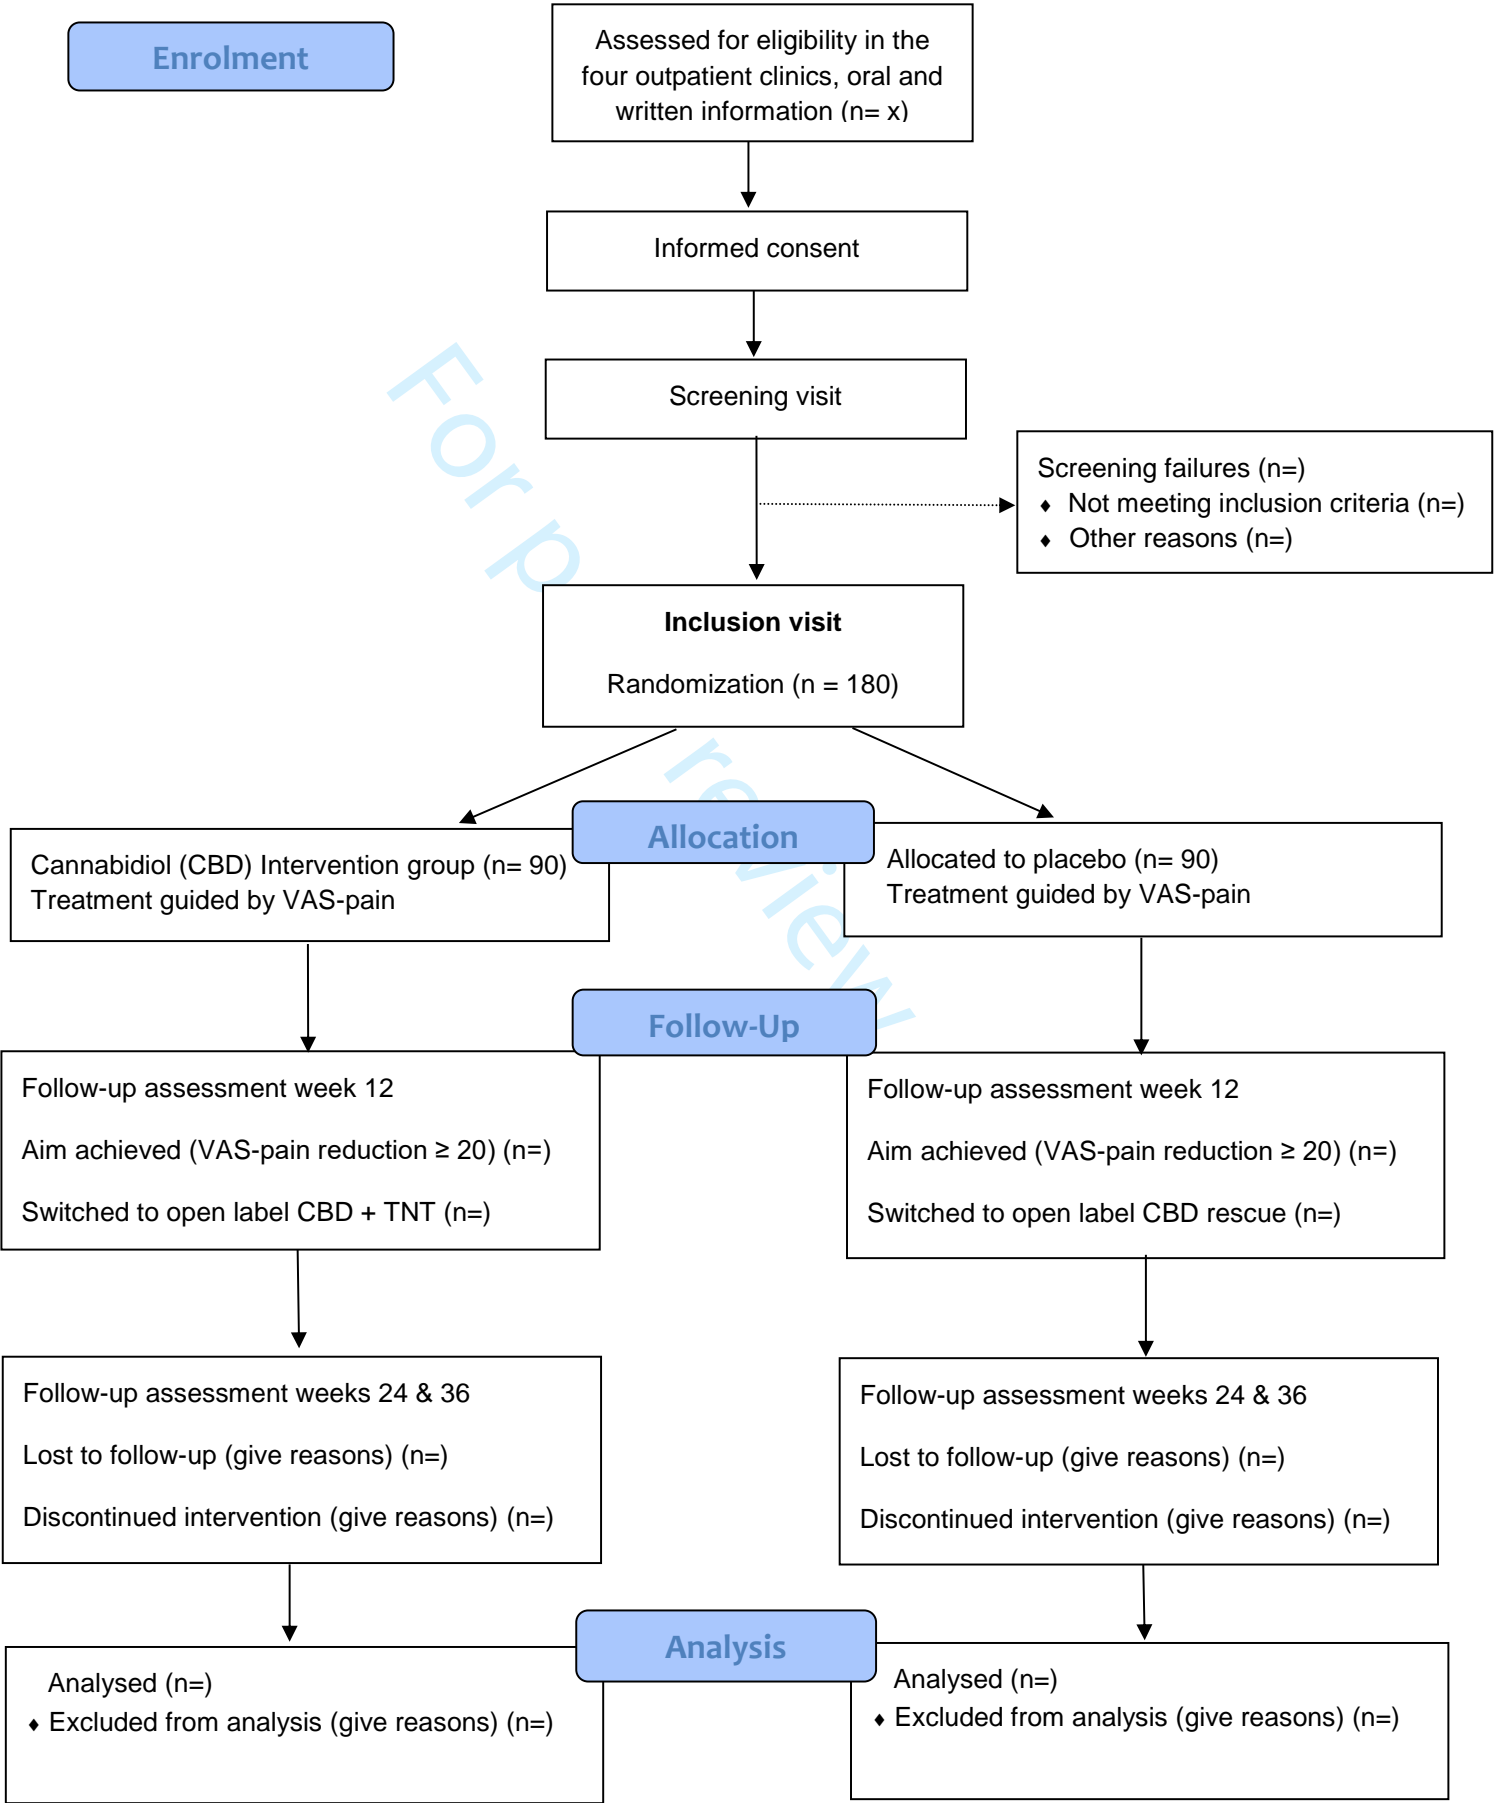 Enrolment
Assessed for eligibility in the
four outpatient clinics, oral and
written information (n= x)
Informed consent
Screening visit
Screening failures (n=)
♦ Not meeting inclusion criteria (n=)
♦ Other reasons (n=)
Inclusion visit
Randomization (n = 180)
Allocation
Cannabidiol (CBD) Intervention group (n= 90)
Treatment guided by VAS-pain
Allocated to placebo (n= 90)
Treatment guided by VAS-pain
Follow-Up
Follow-up assessment week 12
Aim achieved (VAS-pain reduction ≥ 20) (n=)
Switched to open label CBD + TNT (n=)
Follow-up assessment week 12
Aim achieved (VAS-pain reduction ≥ 20) (n=)
Switched to open label CBD rescue (n=)
Follow-up assessment weeks 24 & 36
Lost to follow-up (give reasons) (n=)
Discontinued intervention (give reasons) (n=)
Follow-up assessment weeks 24 & 36
Lost to follow-up (give reasons) (n=)
Discontinued intervention (give reasons) (n=)
Analysis
Analysed (n=)
♦ Excluded from analysis (give reasons) (n=)
Analysed (n=)
♦ Excluded from analysis (give reasons) (n=)
For p review